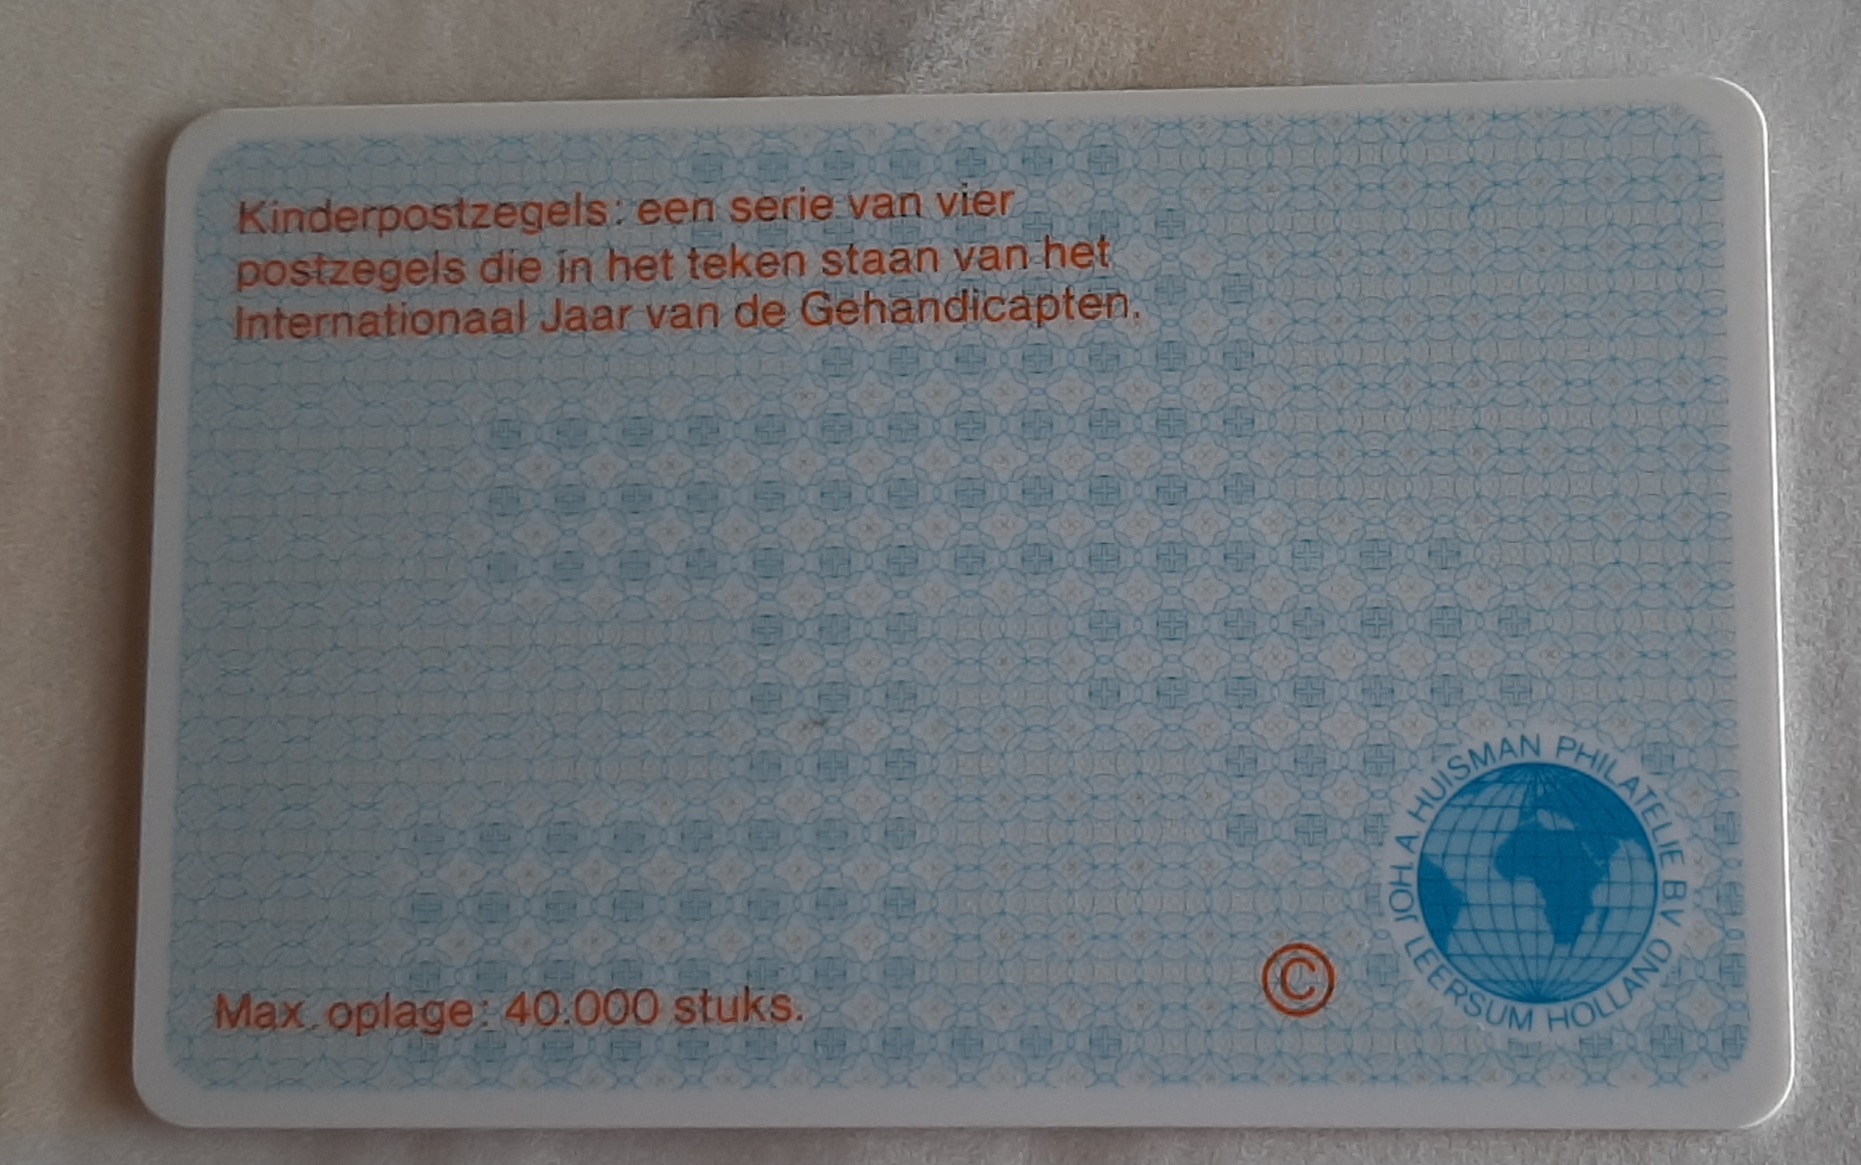 Kinderpostzegels: een serie van vier
postzegels die in het teken staan van het
Internationaal Jaar van de Gehandicapten.
JOH. A. HUISMAN PHILATELIE BV
LEERSUM HOLLAND
©
Max. oplage: 40.000 stuks.